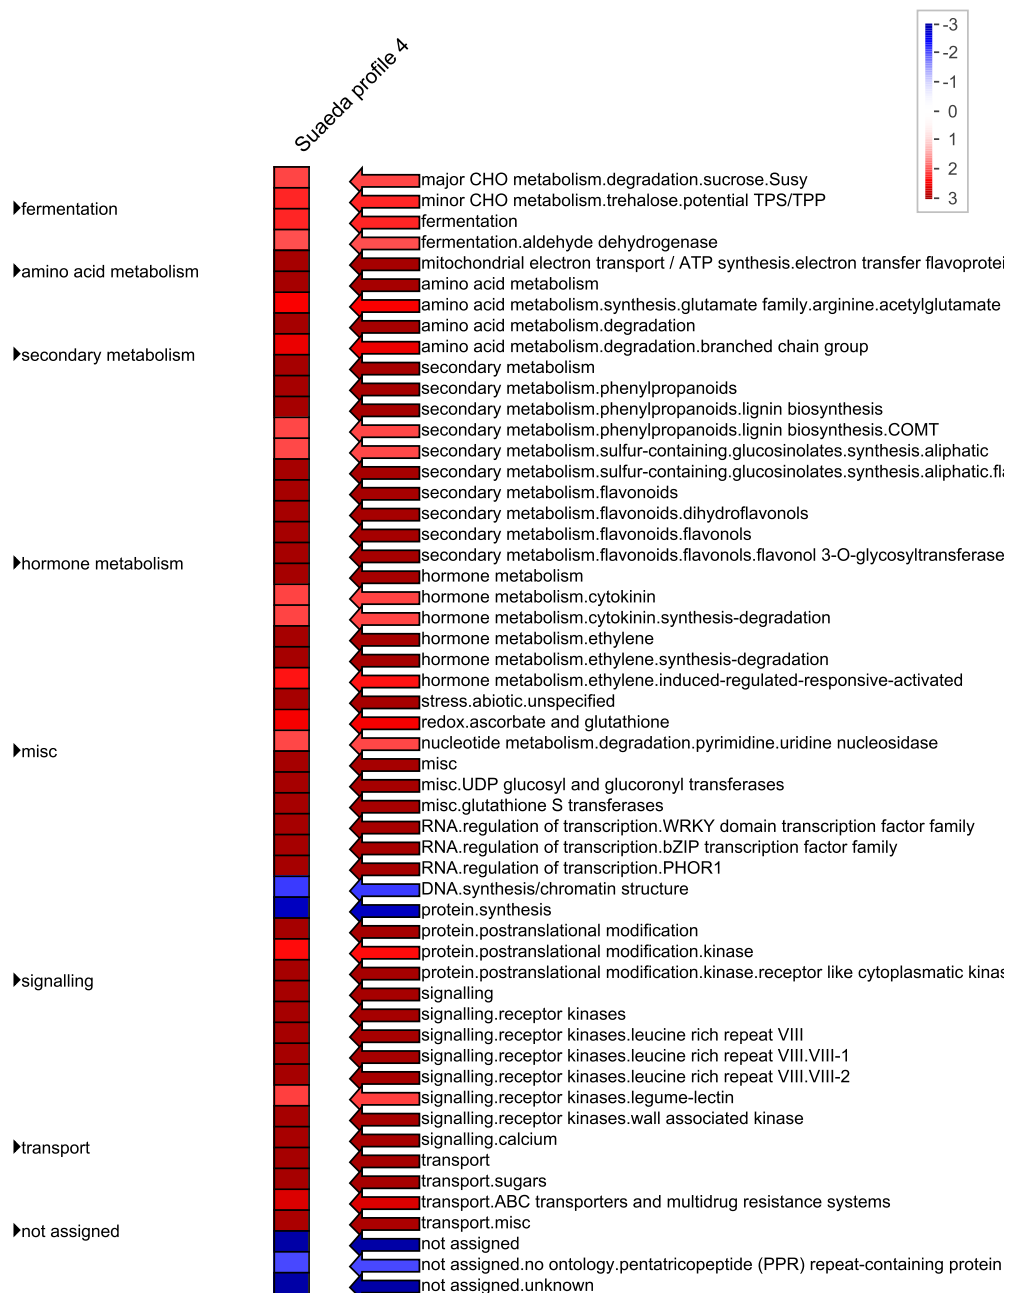 Suaeda profile 4
-3
-2
-1
0
1
2
3
major CHO metabolism.degradation.sucrose.Susy
minor CHO metabolism.trehalose.potential TPS/TPP
fermentation
fermentation
fermentation.aldehyde dehydrogenase
mitochondrial electron transport / ATP synthesis.electron transfer flavoprotei
amino acid metabolism
amino acid metabolism
amino acid metabolism.synthesis.glutamate family.arginine.acetylglutamate
amino acid metabolism.degradation
secondary metabolism
amino acid metabolism.degradation.branched chain group
secondary metabolism
secondary metabolism.phenylpropanoids
secondary metabolism.phenylpropanoids.lignin biosynthesis
secondary metabolism.phenylpropanoids.lignin biosynthesis.COMT
secondary metabolism.sulfur-containing.glucosinolates.synthesis.aliphatic
secondary metabolism.sulfur-containing.glucosinolates.synthesis.aliphatic.fl
secondary metabolism.flavonoids
secondary metabolism.flavonoids.dihydroflavonols
secondary metabolism.flavonoids.flavonols
secondary metabolism.flavonoids.flavonols.flavonol 3-O-glycosyltransferase
hormone metabolism
hormone metabolism
hormone metabolism.cytokinin
hormone metabolism.cytokinin.synthesis-degradation
hormone metabolism.ethylene
hormone metabolism.ethylene.synthesis-degradation
hormone metabolism.ethylene.induced-regulated-responsive-activated
stress.abiotic.unspecified
redox.ascorbate and glutathione
nucleotide metabolism.degradation.pyrimidine.uridine nucleosidase
misc
misc
misc.UDP glucosyl and glucoronyl transferases
misc.glutathione S transferases
RNA.regulation of transcription.WRKY domain transcription factor family
RNA.regulation of transcription.bZIP transcription factor family
RNA.regulation of transcription.PHOR1
DNA.synthesis/chromatin structure
protein.synthesis
protein.postranslational modification
protein.postranslational modification.kinase
protein.postranslational modification.kinase.receptor like cytoplasmatic kinas
signalling
signalling
signalling.receptor kinases
signalling.receptor kinases.leucine rich repeat VIII
signalling.receptor kinases.leucine rich repeat VIII.VIII-1
signalling.receptor kinases.leucine rich repeat VIII.VIII-2
signalling.receptor kinases.legume-lectin
signalling.receptor kinases.wall associated kinase
signalling.calcium
transport
transport
transport.sugars
transport.ABC transporters and multidrug resistance systems
transport.misc
not assigned
not assigned
not assigned.no ontology.pentatricopeptide (PPR) repeat-containing protein
not assigned.unknown